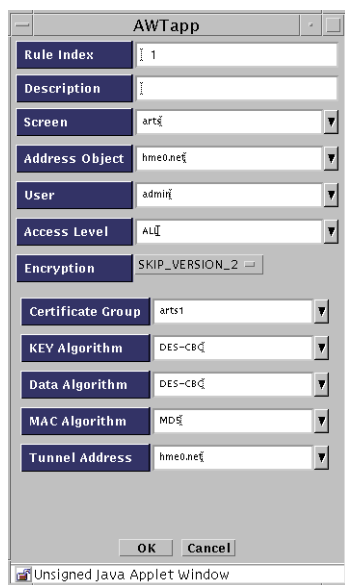 AWTapp
Rule Index 1
Description
Screen arts
Address Object hme0.net
User admin
Access Level ALL
Encryption SKIP_VERSION_2
Certificate Group arts1
KEY Algorithm DES-CBC
Data Algorithm DES-CBC
MAC Algorithm MD5
Tunnel Address hme0.net
OK Cancel
Unsigned Java Applet Window